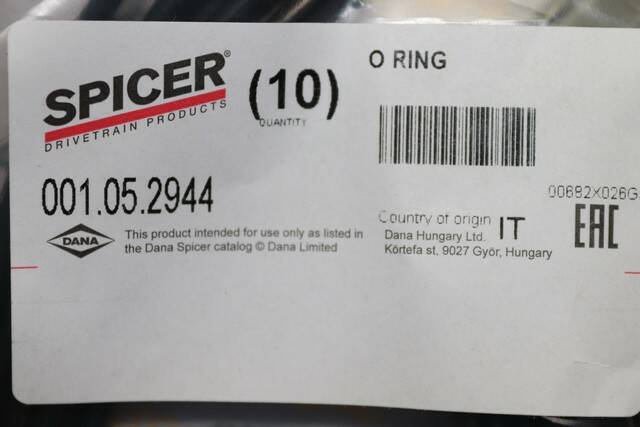 SPICER®
DRIVETRAIN PRODUCTS
(10)
QUANTITY
O RING
001.05.2944
00682X026G
DANA
This product intended for use only as listed in
the Dana Spicer catalog © Dana Limited
Country of origin IT
Dana Hungary Ltd.
Körtefa st, 9027 Györ, Hungary
EAC